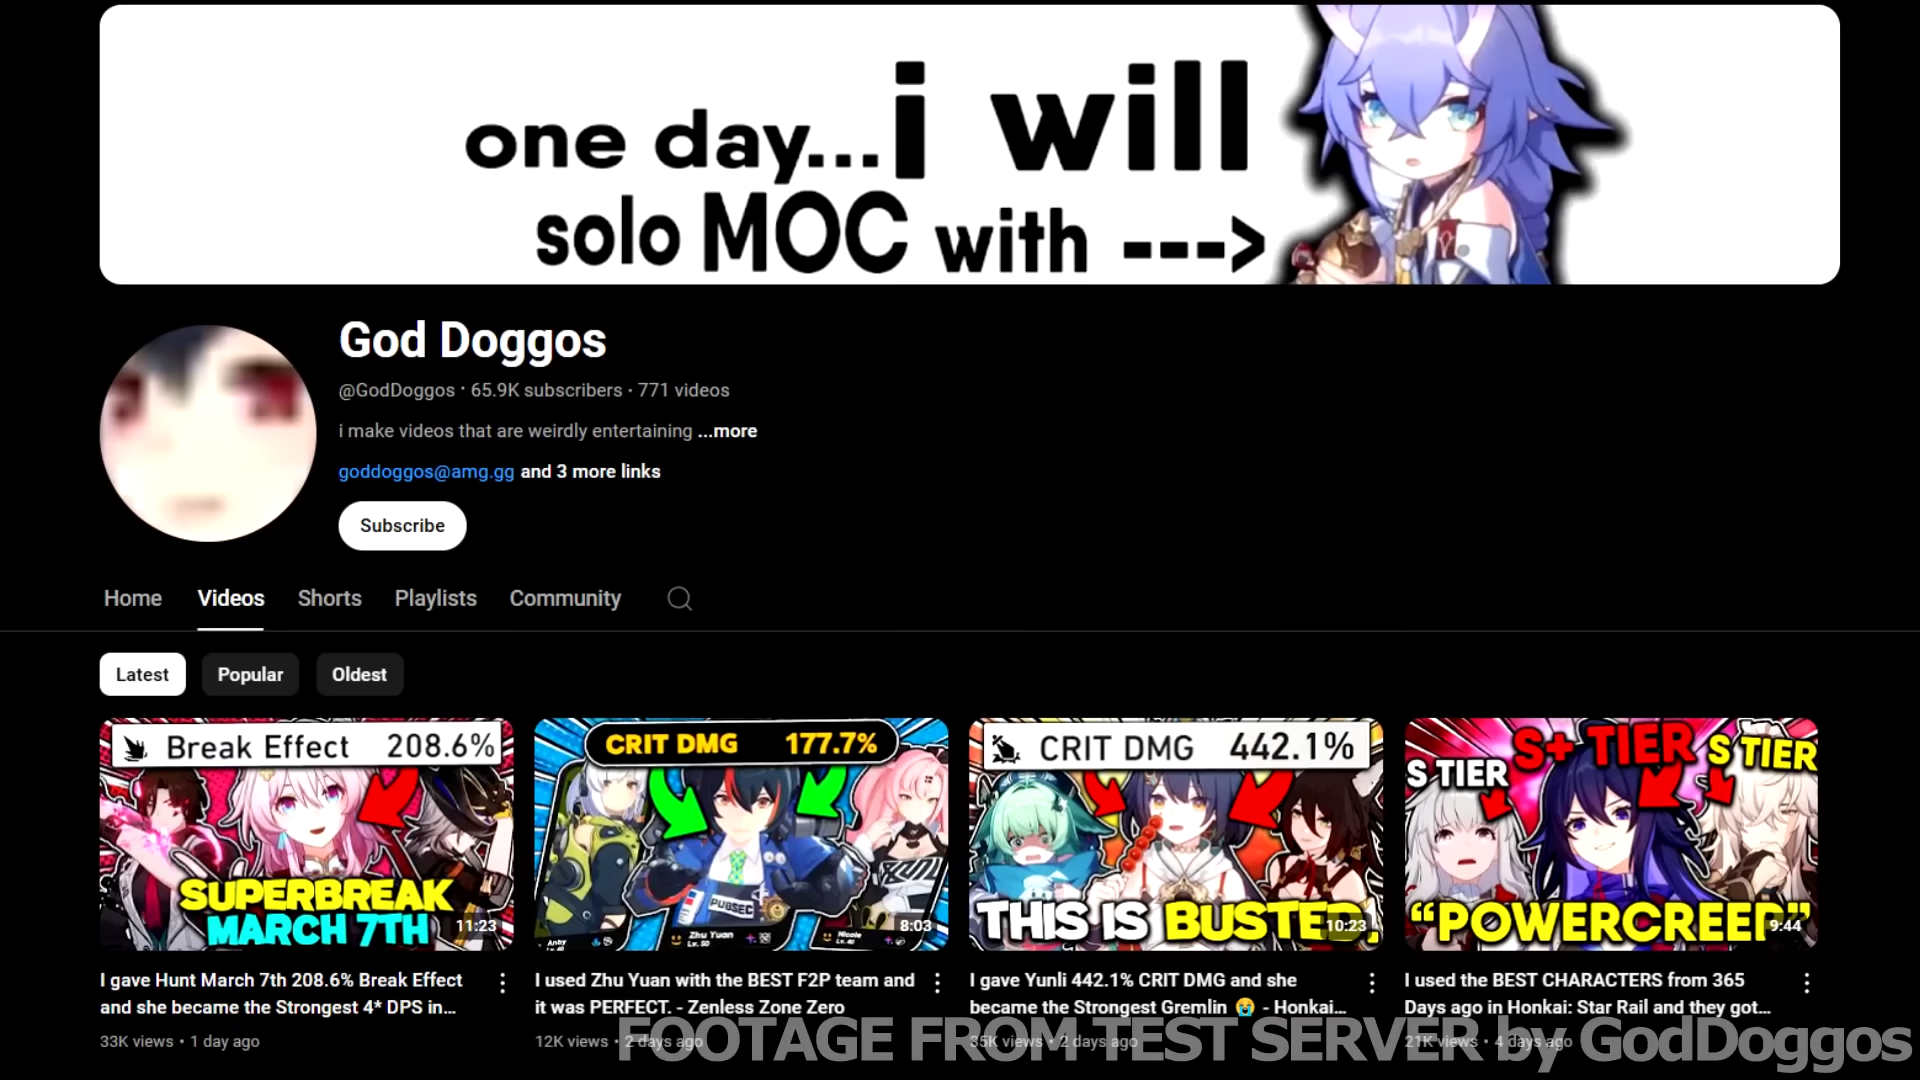 one day...i will
solo MOC with --->
God Doggos
@GodDoggos · 65.9K subscribers · 771 videos
i make videos that are weirdly entertaining ...more
goddoggos@amg.gg and 3 more links
Subscribe
Home Videos Shorts Playlists Community
Latest Popular Oldest
Break Effect 208.6%
SUPERBREAK
MARCH 7TH
11:23
CRIT DMG 177.7%
PUBSEC
Anby
Zhu Yuan
Lv. 50
Nicole
8:03
CRIT DMG 442.1%
THIS IS BUSTED
10:23
S TIER S+ TIER S TIER
"POWERCREEP"
9:44
I gave Hunt March 7th 208.6% Break Effect
and she became the Strongest 4* DPS in...
33K views · 1 day ago
I used Zhu Yuan with the BEST F2P team and
it was PERFECT. - Zenless Zone Zero
12K views · 2 days ago
I gave Yunli 442.1% CRIT DMG and she
became the Strongest Gremlin 😭 - Honkai...
35K views · 2 days ago
I used the BEST CHARACTERS from 365
Days ago in Honkai: Star Rail and they got...
21K views · 4 days ago
FOOTAGE FROM TEST SERVER by GodDoggos